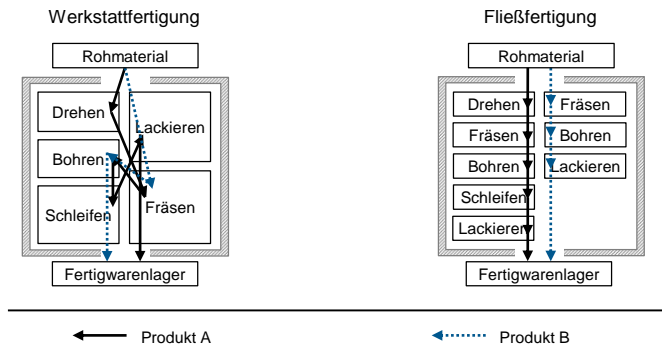 Werkstattfertigung
Rohmaterial
Drehen
Lackieren
Bohren
Schleifen
Fräsen
Fertigwarenlager
Fließfertigung
Rohmaterial
Drehen
Fräsen
Fräsen
Bohren
Bohren
Lackieren
Schleifen
Lackieren
Fertigwarenlager
Produkt A
Produkt B